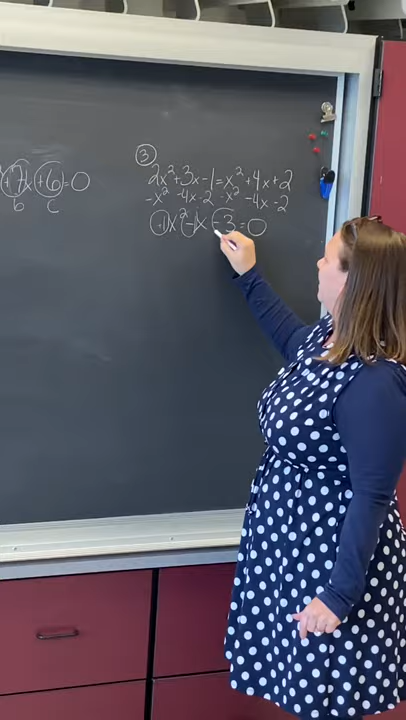 +7x+6=0
b c
3
2x²+3x-1=x²+4x+2
-x² -4x-2 -x² -4x-2
+1x²-1x-3=0